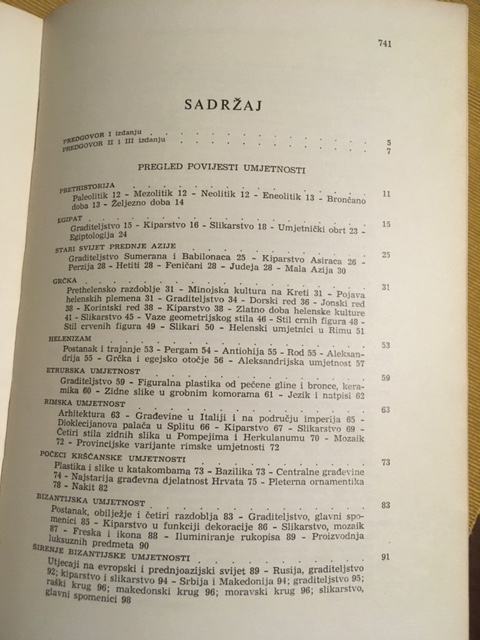 741
SADRŽAJ
PREDGOVOR I izdanju . . . . . . . . . . . . . 5
PREDGOVOR II i III izdanju . . . . . . . . . . . 7
PREGLED POVIJESTI UMJETNOSTI
PRETHISTORIJA . . . . . . . . . . . . . . 11
Paleolitik 12 - Mezolitik 12 - Neolitik 12 - Eneolitik 13 - Brončano
doba 13 - Željezno doba 14
EGIPAT . . . . . . . . . . . . . . . . 15
Graditeljstvo 15 - Kiparstvo 16 - Slikarstvo 18 - Umjetnički obrt 23 -
Egiptologija 24
STARI SVIJET PREDNJE AZIJE . . . . . . . . . . 25
Graditeljstvo Sumerana i Babilonaca 25 - Kiparstvo Asiraca 26 -
Perzija 28 - Hetiti 28 - Feničani 28 - Judeja 28 - Mala Azija 30
GRČKA . . . . . . . . . . . . . . . . 31
Prethelensko razdoblje 31 - Minojska kultura na Kreti 31 - Pojava
helenskih plemena 31 - Graditeljstvo 34 - Dorski red 36 - Jonski red
38 - Korinski red 38 - Kiparstvo 38 - Zlatno doba helenske kulture
41 - Slikarstvo 45 - Vaze geometrijskog stila 46 - Stil crnih figura 48 -
Stil crvenih figura 49 - Slikari 50 - Helenski umjetnici u Rimu 51
HELENIZAM . . . . . . . . . . . . . . . 53
Postanak i trajanje 53 - Pergam 54 - Antiohija 55 - Rod 55 - Aleksan-
drija 55 - Grčka i egejsko otočje 56 - Aleksandrijska umjetnost 57
ETRURSKA UMJETNOST . . . . . . . . . . . . 59
Graditeljstvo 59 - Figuralna plastika od pečene gline i bronce, kera-
mika 60 - Zidne slike u grobnim komorama 61 - Jezik i natpisi 62
RIMSKA UMJETNOST . . . . . . . . . . . . . 63
Arhitektura 63 - Građevine u Italiji i na području imperija 65 -
Dioklecijanova palača u Splitu 66 - Kiparstvo 67 - Slikarstvo 69 -
Četiri stila zidnih slika u Pompejima i Herkulanumu 70 - Mozaik
72 - Provincijske varijante rimske umjetnosti 72
POČECI KRŠĆANSKE UMJETNOSTI . . . . . . . . . 73
Plastika i slike u katakombama 73 - Bazilika 73 - Centralne građevine
74 - Najstarija građevna djelatnost Hrvata 75 - Pleterna ornamentika
78 - Nakit 82
BIZANTIJSKA UMJETNOST . . . . . . . . . . . 83
Postanak, obilježje i četiri razdoblja 83 - Graditeljstvo, glavni spo-
menici 85 - Kiparstvo u funkciji dekoracije 86 - Slikarstvo, mozaik
87 - Freska i ikona 88 - Iluminiranje rukopisa 89 - Proizvodnja
luksuznih predmeta 90
ŠIRENJE BIZANTIJSKE UMJETNOSTI . . . . . . . . 91
Utjecaji na evropski i prednjoazijski svijet 89 - Rusija, graditeljstvo
92; kiparstvo i slikarstvo 94 - Srbija i Makedonija 94; graditeljstvo 95;
raški krug 96; makedonski krug 96; moravski krug 96; slikarstvo,
glavni spomenici 98